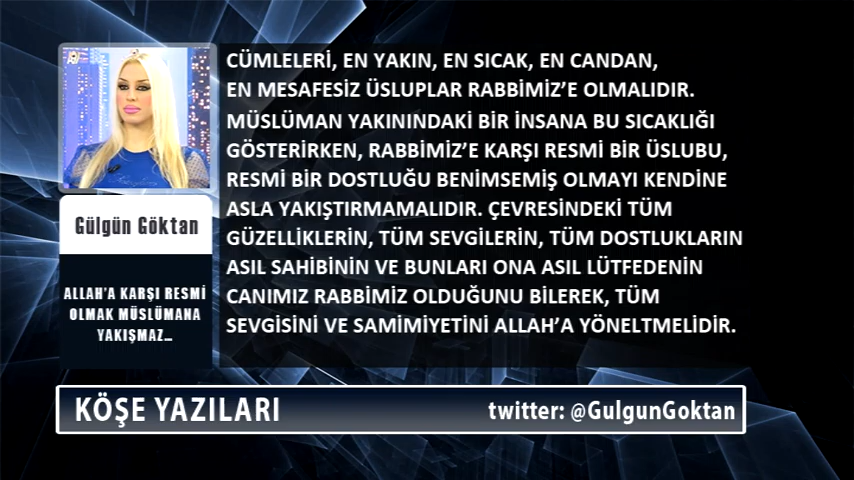 CÜMLELERİ, EN YAKIN, EN SICAK, EN CANDAN,
EN MESAFESİZ ÜSLUPLAR RABBİMİZ'E OLMALIDIR.
MÜSLÜMAN YAKININDAKİ BİR İNSANA BU SICAKLIĞI
GÖSTERİRKEN, RABBİMİZ'E KARŞI RESMİ BİR ÜSLUBU,
RESMİ BİR DOSTLUĞU BENİMSEMİŞ OLMAYI KENDİNE
ASLA YAKIŞTIRMAMALIDIR. ÇEVRESİNDEKİ TÜM
GÜZELLİKLERİN, TÜM SEVGİLERİN, TÜM DOSTLUKLARIN
ASIL SAHİBİNİN VE BUNLARI ONA ASIL LÜTFEDENİN
CANIMIZ RABBİMİZ OLDUĞUNU BİLEREK, TÜM
SEVGİSİNİ VE SAMİMİYETİNİ ALLAH'A YÖNELTMELİDİR.
Gülgün Göktan
ALLAH'A KARŞI RESMİ
OLMAK MÜSLÜMANA
YAKIŞMAZ...
KÖŞE YAZILARI
twitter: @GulgunGoktan